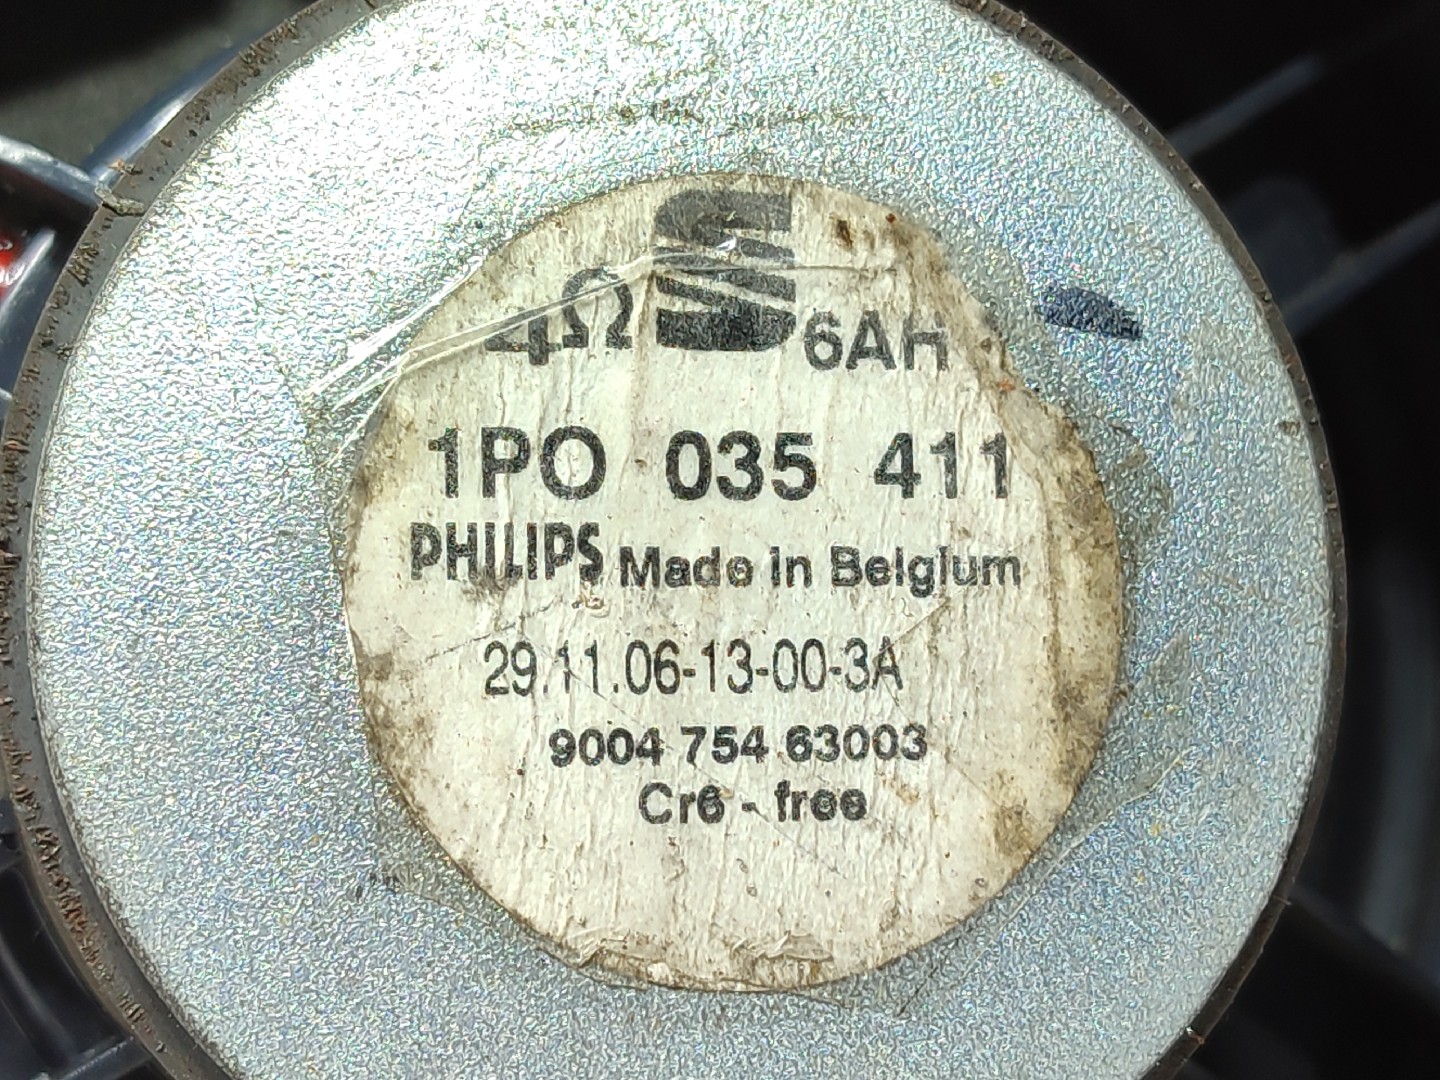 4Ω 6AH
1PO 035 411
PHILIPS Made in Belgium
29.11.06-13-00-3A
9004 754 63003
Cr6 - free